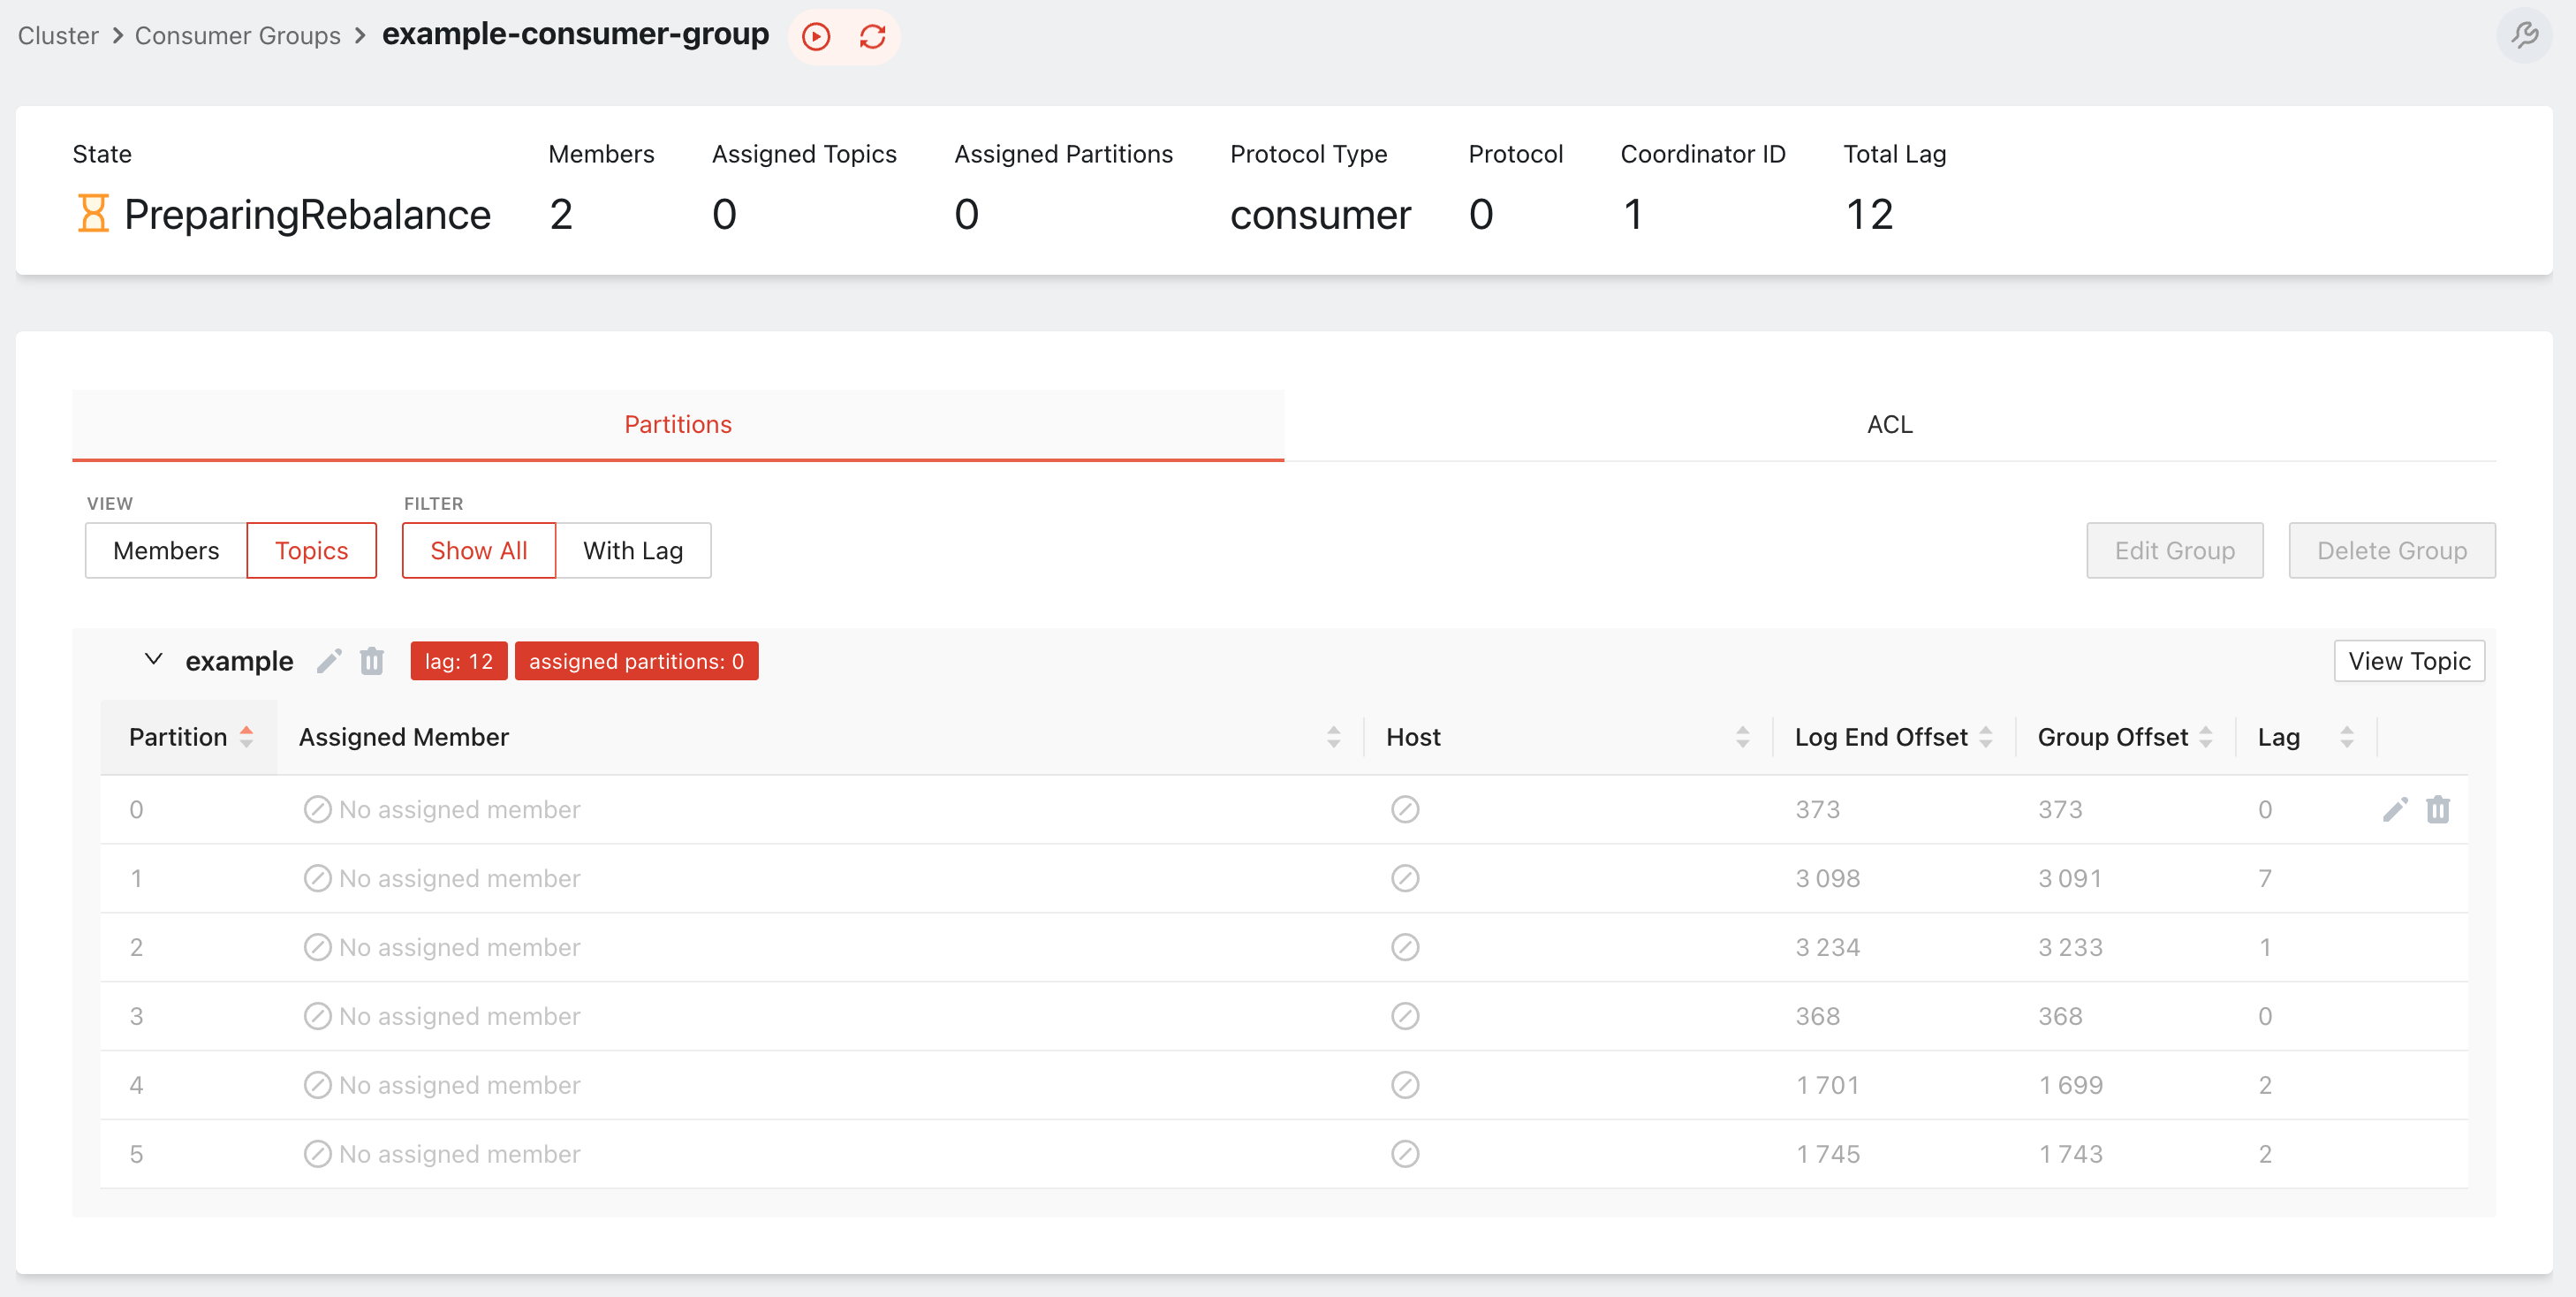 Cluster > Consumer Groups > example-consumer-group
State Members Assigned Topics Assigned Partitions Protocol Type Protocol Coordinator ID Total Lag
PreparingRebalance 2 0 0 consumer 0 1 12
Partitions ACL
VIEW FILTER
Members Topics Show All With Lag Edit Group Delete Group
example lag: 12 assigned partitions: 0 View Topic
Partition Assigned Member Host Log End Offset Group Offset Lag
0 No assigned member 373 373 0
1 No assigned member 3 098 3 091 7
2 No assigned member 3 234 3 233 1
3 No assigned member 368 368 0
4 No assigned member 1 701 1 699 2
5 No assigned member 1 745 1 743 2